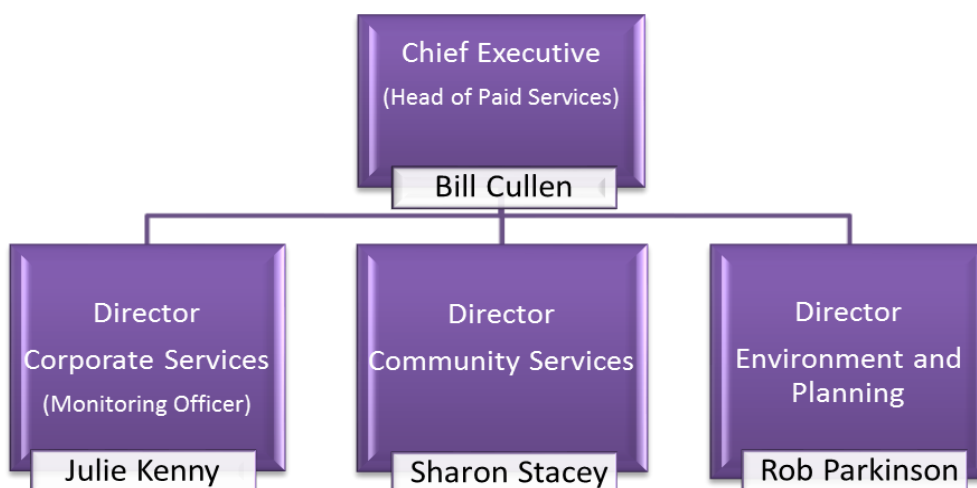 Chief Executive
(Head of Paid Services)
Bill Cullen
Director
Corporate Services
(Monitoring Officer)
Julie Kenny
Director
Community Services
Sharon Stacey
Director
Environment and
Planning
Rob Parkinson